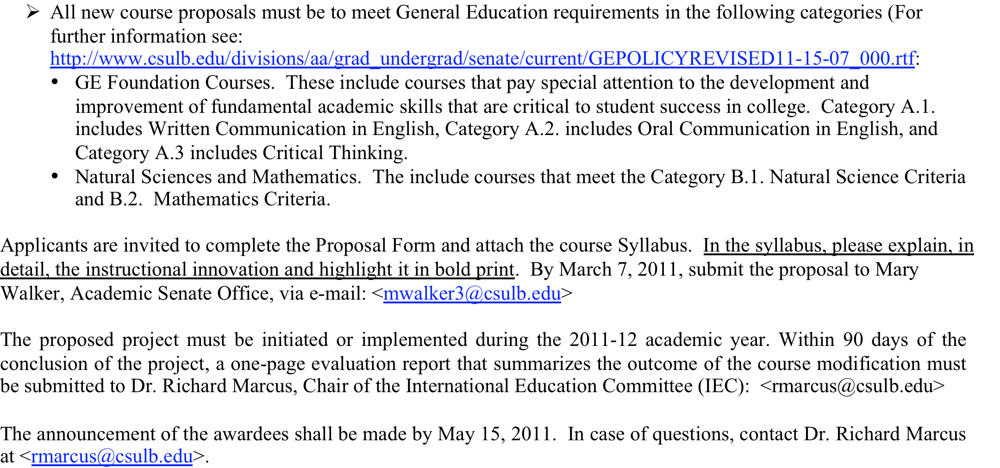 ➢ All new course proposals must be to meet General Education requirements in the following categories (For
further information see:
http://www.csulb.edu/divisions/aa/grad_undergrad/senate/current/GEPOLICYREVISED11-15-07_000.rtf:
• GE Foundation Courses.  These include courses that pay special attention to the development and
improvement of fundamental academic skills that are critical to student success in college.  Category A.1.
includes Written Communication in English, Category A.2. includes Oral Communication in English, and
Category A.3 includes Critical Thinking.
• Natural Sciences and Mathematics.  The include courses that meet the Category B.1. Natural Science Criteria
and B.2.  Mathematics Criteria.
Applicants are invited to complete the Proposal Form and attach the course Syllabus.  In the syllabus, please explain, in
detail, the instructional innovation and highlight it in bold print.  By March 7, 2011, submit the proposal to Mary
Walker, Academic Senate Office, via e-mail: <mwalker3@csulb.edu>
The proposed project must be initiated or implemented during the 2011-12 academic year. Within 90 days of the
conclusion of the project, a one-page evaluation report that summarizes the outcome of the course modification must
be submitted to Dr. Richard Marcus, Chair of the International Education Committee (IEC):  <rmarcus@csulb.edu>
The announcement of the awardees shall be made by May 15, 2011.  In case of questions, contact Dr. Richard Marcus
at <rmarcus@csulb.edu>.